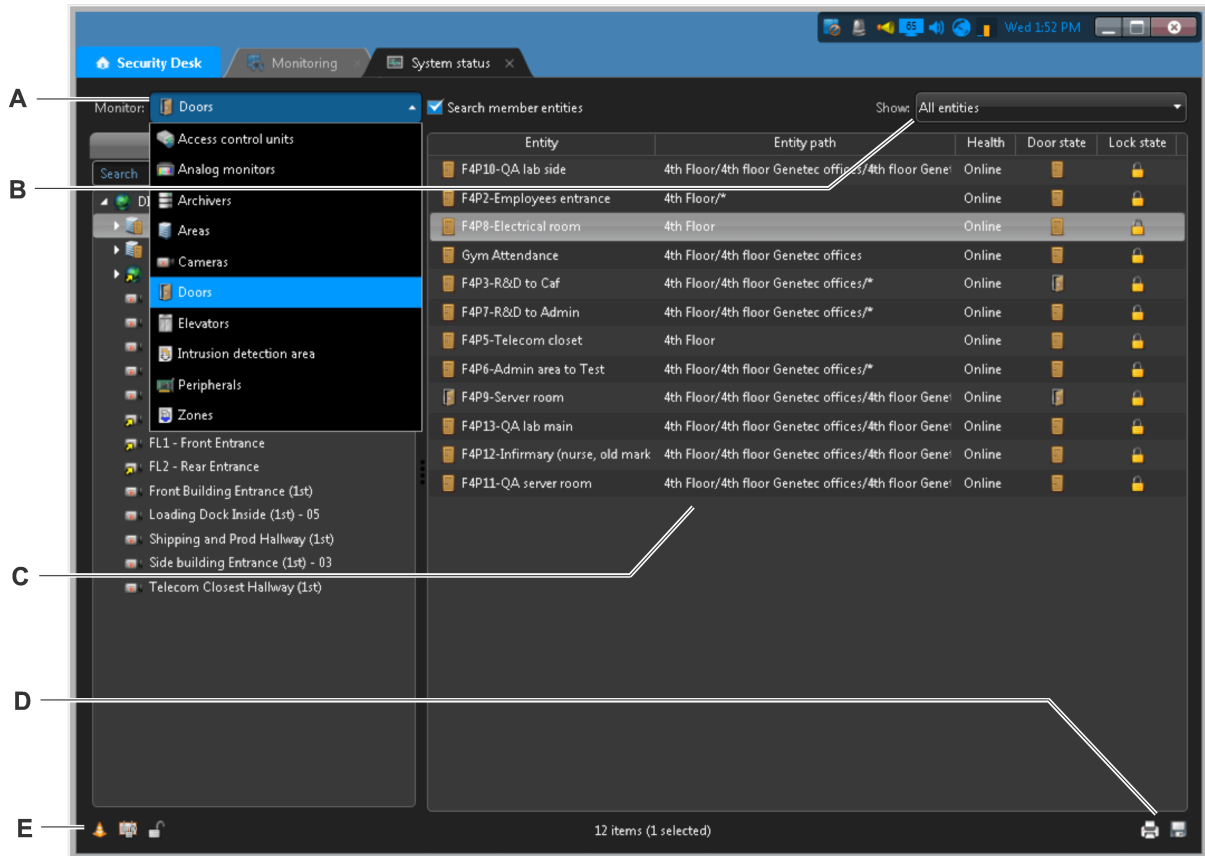 65 Wed 1:52 PM
Security Desk Monitoring System status
A
Monitor: Doors
Search member entities
Show: All entities
Access control units
Analog monitors
Archivers
Areas
Cameras
Doors
Elevators
Intrusion detection area
Peripherals
Zones
B
Search
FL1 - Front Entrance
FL2 - Rear Entrance
Front Building Entrance (1st)
Loading Dock Inside (1st) - 05
Shipping and Prod Hallway (1st)
Side building Entrance (1st) - 03
Telecom Closest Hallway (1st)
Entity Entity path Health Door state Lock state
F4P10-QA lab side 4th Floor/4th floor Genetec offices/4th floor Genet Online
F4P2-Employees entrance 4th Floor/* Online
F4P8-Electrical room 4th Floor Online
Gym Attendance 4th Floor/4th floor Genetec offices Online
F4P3-R&D to Caf 4th Floor/4th floor Genetec offices/* Online
F4P7-R&D to Admin 4th Floor/4th floor Genetec offices/* Online
F4P5-Telecom closet 4th Floor Online
F4P6-Admin area to Test 4th Floor/4th floor Genetec offices/* Online
F4P9-Server room 4th Floor/4th floor Genetec offices/4th floor Genet Online
F4P13-QA lab main 4th Floor/4th floor Genetec offices/4th floor Genet Online
F4P12-Infirmary (nurse, old mark 4th Floor/4th floor Genetec offices/4th floor Genet Online
F4P11-QA server room 4th Floor/4th floor Genetec offices/4th floor Genet Online
C
D
E
12 items (1 selected)